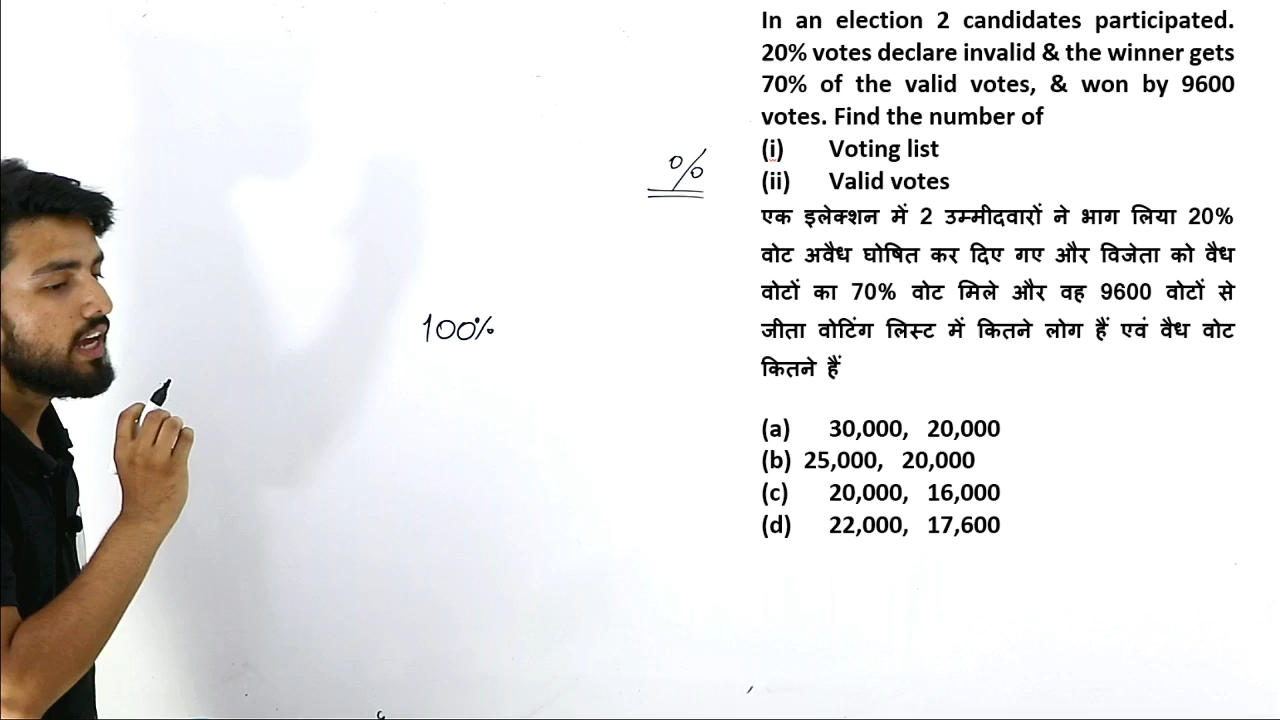 In an election 2 candidates participated.
20% votes declare invalid & the winner gets
70% of the valid votes, & won by 9600
votes. Find the number of
(i) Voting list
(ii) Valid votes
एक इलेक्शन में 2 उम्मीदवारों ने भाग लिया 20%
वोट अवैध घोषित कर दिए गए और विजेता को वैध
वोटों का 70% वोट मिले और वह 9600 वोटों से
जीता वोटिंग लिस्ट में कितने लोग हैं एवं वैध वोट
कितने हैं
(a) 30,000, 20,000
(b) 25,000, 20,000
(c) 20,000, 16,000
(d) 22,000, 17,600
%
100%